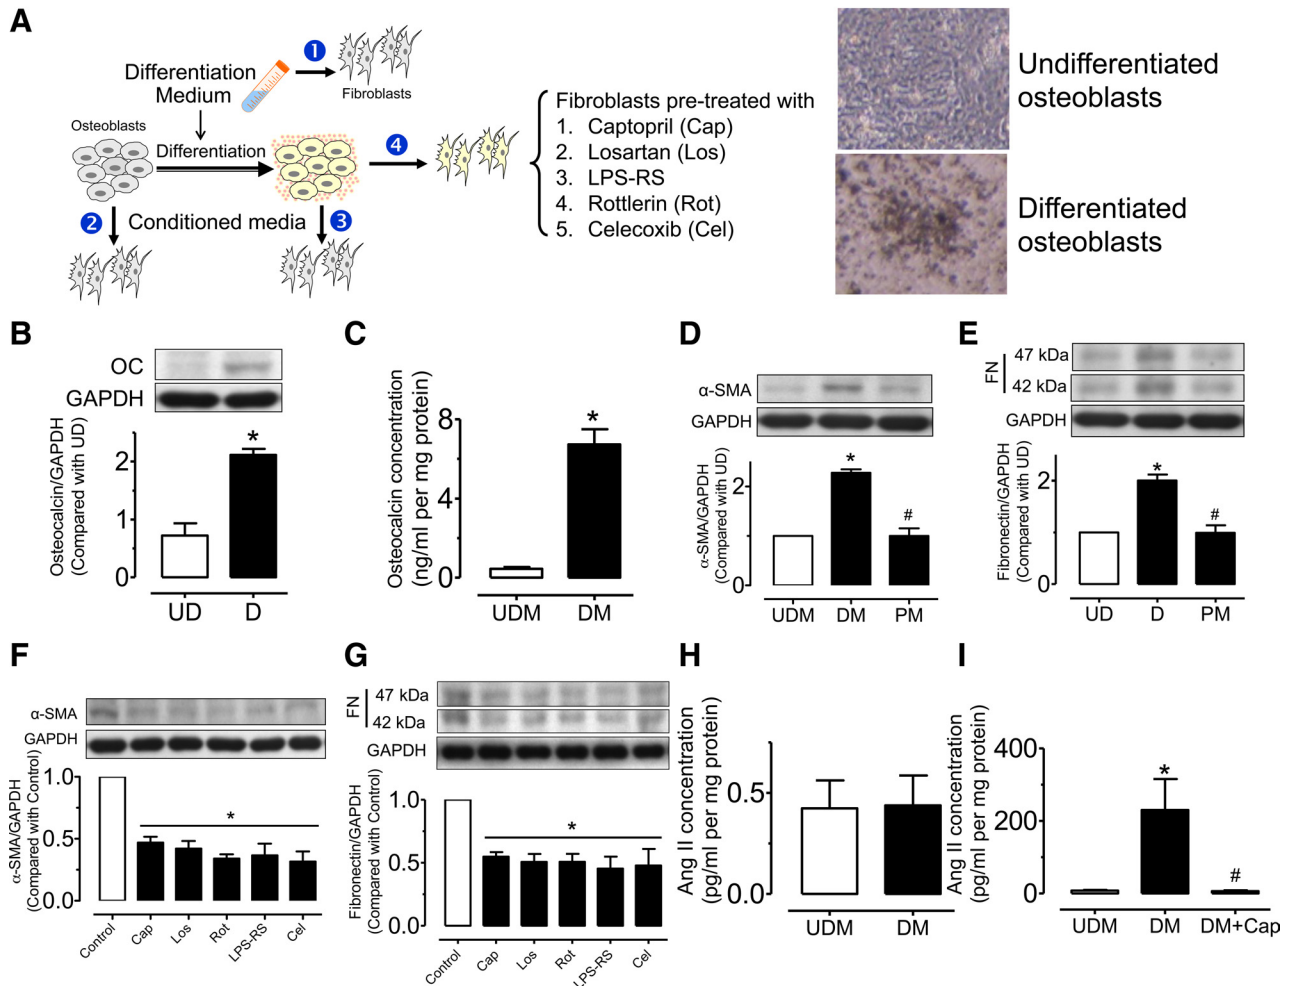 A
Differentiation
Medium
1
Fibroblasts
Osteoblasts
Differentiation
4
2
Conditioned media
3
Fibroblasts pre-treated with
1. Captopril (Cap)
2. Losartan (Los)
3. LPS-RS
4. Rottlerin (Rot)
5. Celecoxib (Cel)
Undifferentiated
osteoblasts
Differentiated
osteoblasts
B
OC
GAPDH
Osteocalcin/GAPDH
(Compared with UD)
2
1
0
*
UD D
C
Osteocalcin concentration
(ng/ml per mg protein)
8
4
0
*
UDM DM
D
α-SMA
GAPDH
α-SMA/GAPDH
(Compared with UD)
2
1
0
*
#
UDM DM PM
E
FN
47 kDa
42 kDa
GAPDH
Fibronectin/GAPDH
(Compared with UD)
2
1
0
*
#
UD D PM
F
α-SMA
GAPDH
α-SMA/GAPDH
(Compared with Control)
1.0
0.5
0.0
*
Control Cap Los Rot LPS-RS Cel
G
FN
47 kDa
42 kDa
GAPDH
Fibronectin/GAPDH
(Compared with Control)
1.0
0.5
0.0
*
Control Cap Los Rot LPS-RS Cel
H
Ang II concentration
(pg/ml per mg protein)
0.5
0.0
UDM DM
I
Ang II concentration
(pg/ml per mg protein)
400
200
0
*
#
UDM DM DM+Cap